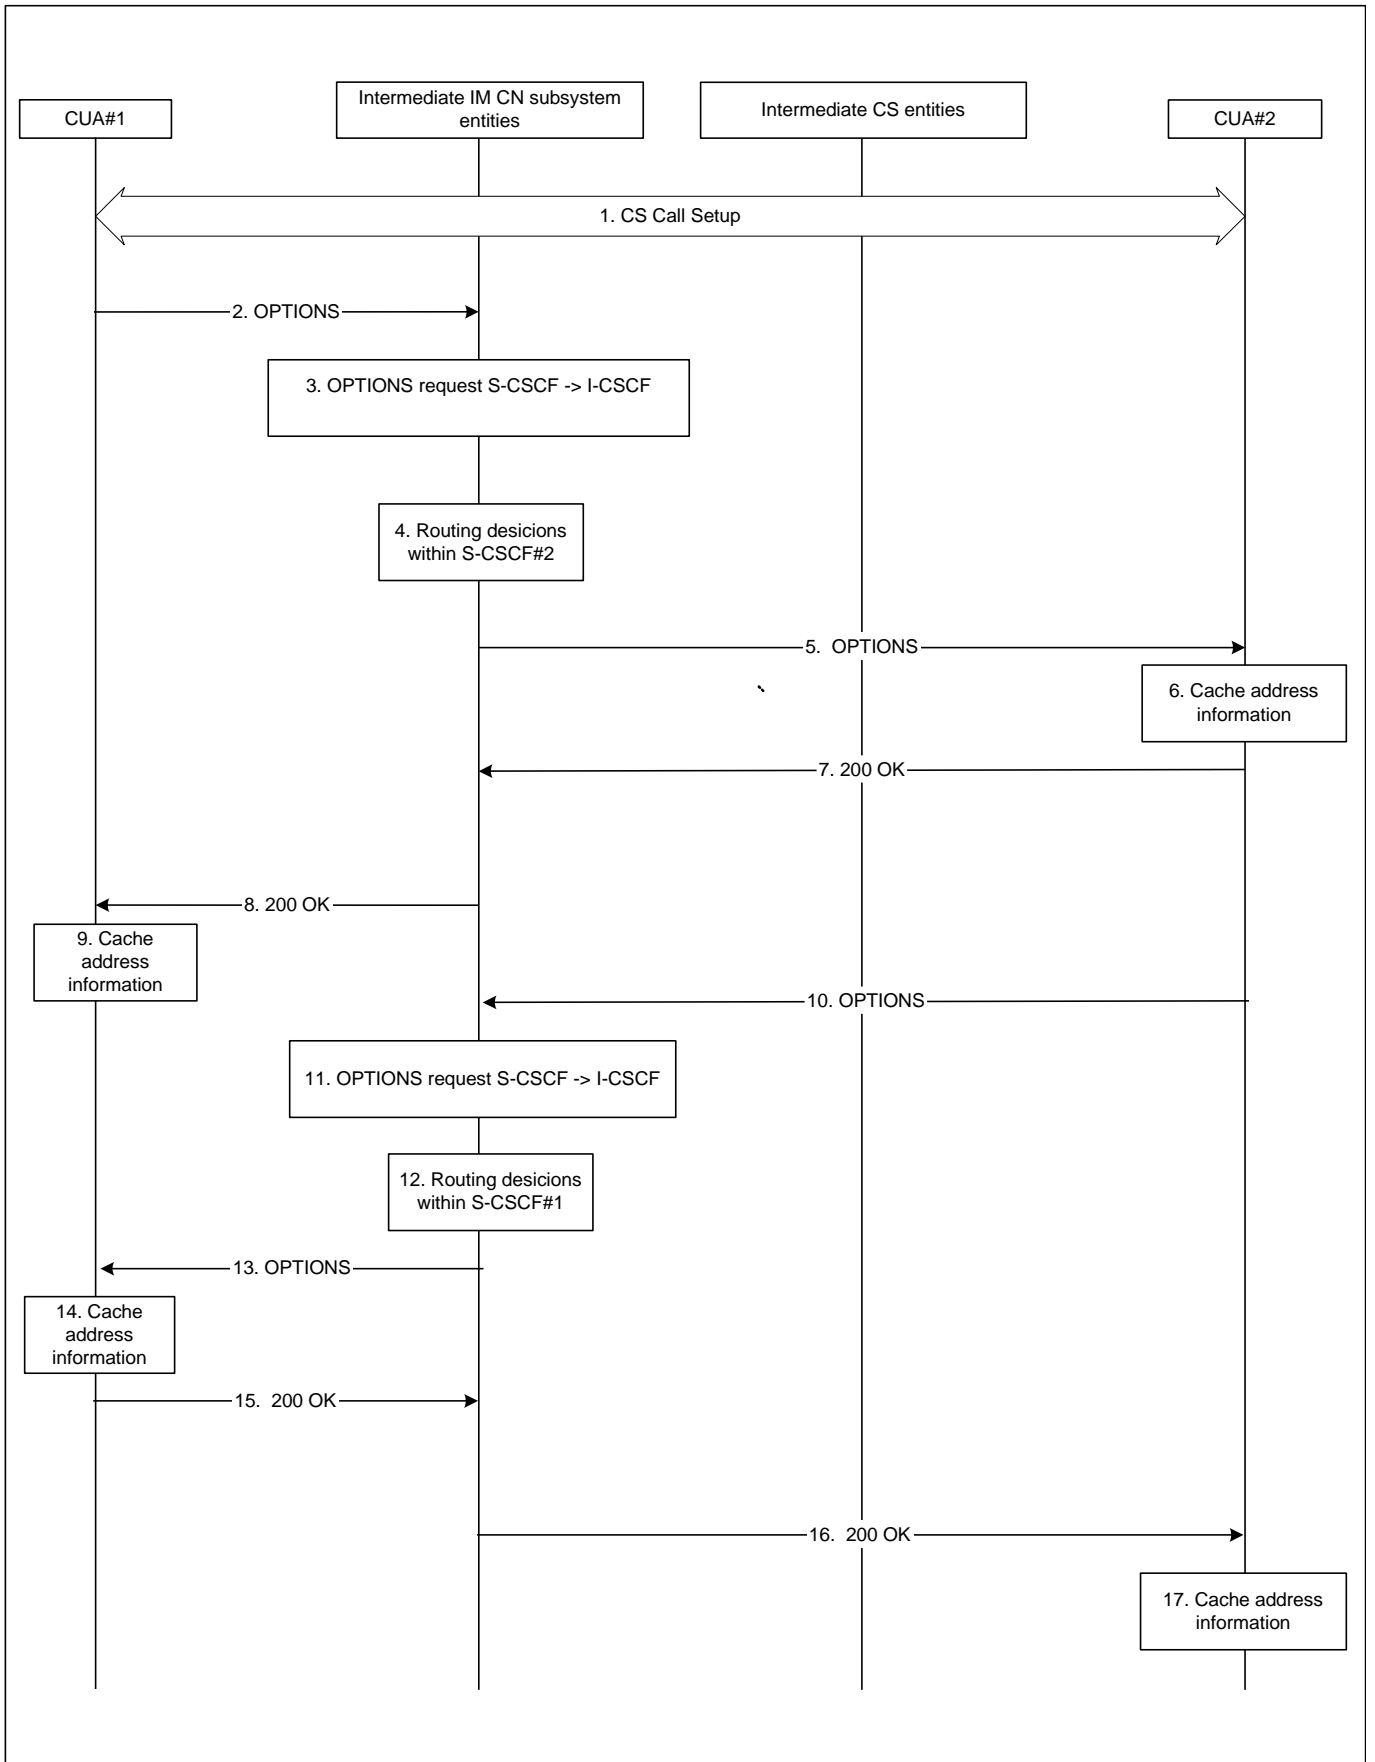 CUA#1
Intermediate IM CN subsystem
entities
Intermediate CS entities
CUA#2
1. CS Call Setup
2. OPTIONS
3. OPTIONS request S-CSCF -> I-CSCF
4. Routing desicions
within S-CSCF#2
5. OPTIONS
6. Cache address
information
7. 200 OK
8. 200 OK
9. Cache
address
information
10. OPTIONS
11. OPTIONS request S-CSCF -> I-CSCF
12. Routing desicions
within S-CSCF#1
13. OPTIONS
14. Cache
address
information
15. 200 OK
16. 200 OK
17. Cache address
information